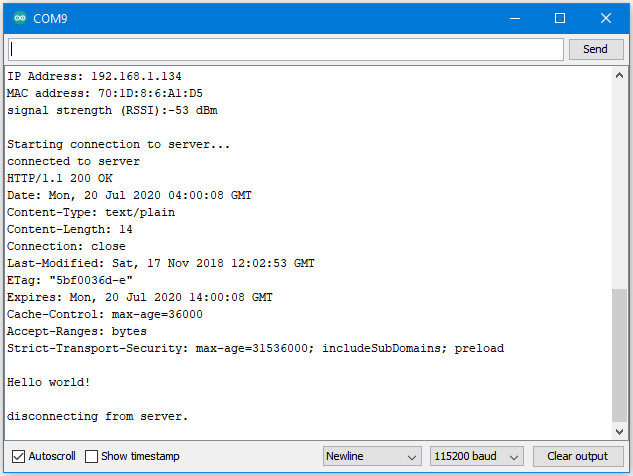 COM9
Send
IP Address: 192.168.1.134
MAC address: 70:1D:8:6:A1:D5
signal strength (RSSI):-53 dBm
Starting connection to server...
connected to server
HTTP/1.1 200 OK
Date: Mon, 20 Jul 2020 04:00:08 GMT
Content-Type: text/plain
Content-Length: 14
Connection: close
Last-Modified: Sat, 17 Nov 2018 12:02:53 GMT
ETag: "5bf0036d-e"
Expires: Mon, 20 Jul 2020 14:00:08 GMT
Cache-Control: max-age=36000
Accept-Ranges: bytes
Strict-Transport-Security: max-age=31536000; includeSubDomains; preload
Hello world!
disconnecting from server.
Autoscroll Show timestamp Newline 115200 baud Clear output